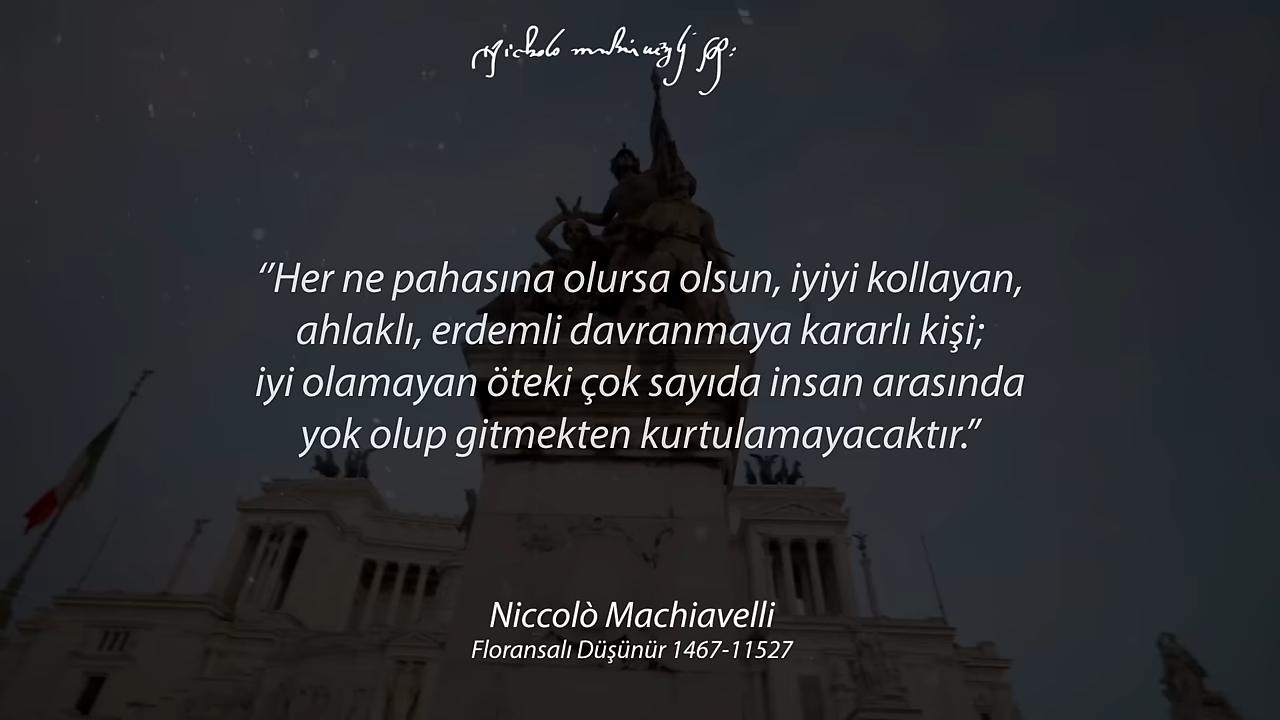 ‘’Her ne pahasına olursa olsun, iyiyi kollayan,
ahlaklı, erdemli davranmaya kararlı kişi;
iyi olamayan öteki çok sayıda insan arasında
yok olup gitmekten kurtulamayacaktır.’’
Niccolò Machiavelli
Floransalı Düşünür 1467-11527